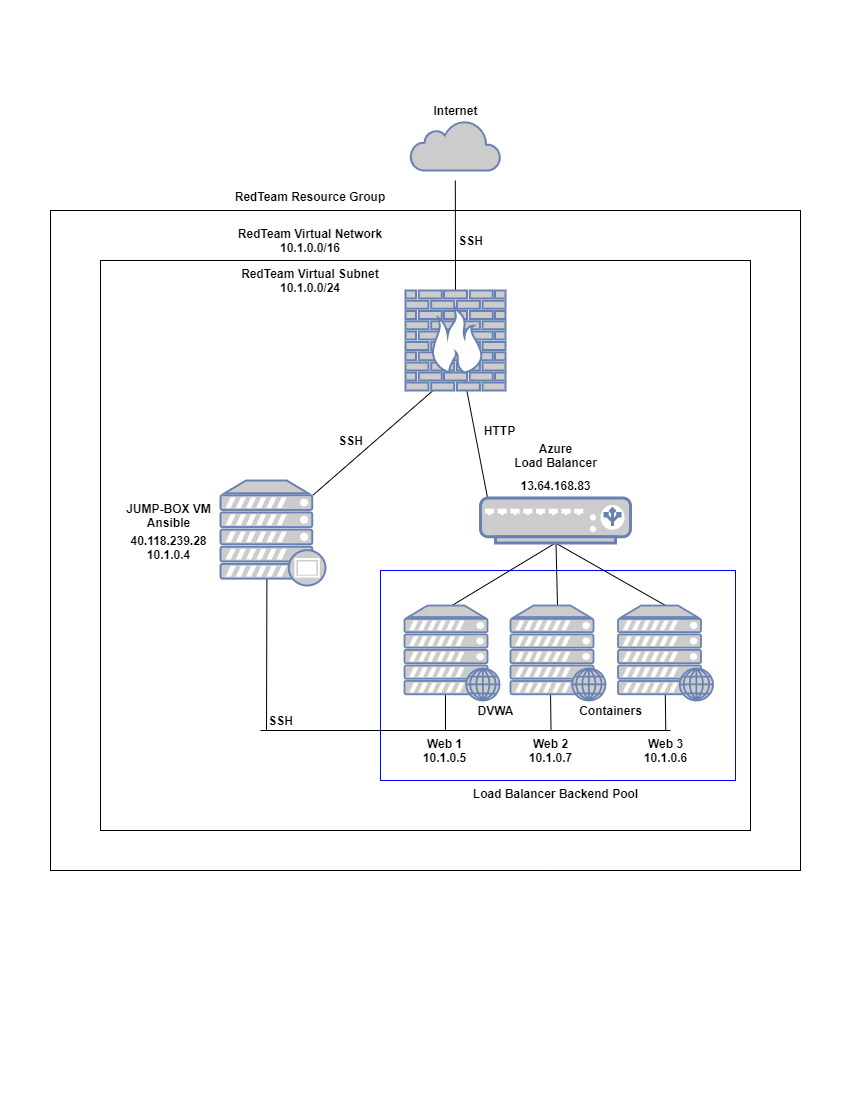 Internet
RedTeam Resource Group
RedTeam Virtual Network
10.1.0.0/16
SSH
RedTeam Virtual Subnet
10.1.0.0/24
SSH
HTTP
Azure
Load Balancer
13.64.168.83
JUMP-BOX VM
Ansible
40.118.239.28
10.1.0.4
DVWA
Containers
SSH
Web 1
10.1.0.5
Web 2
10.1.0.7
Web 3
10.1.0.6
Load Balancer Backend Pool